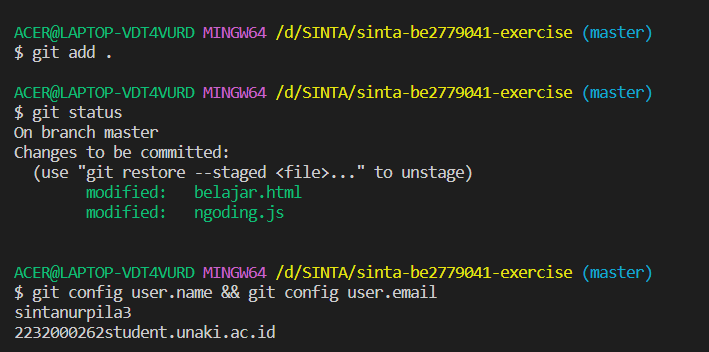 ACER@LAPTOP-VDT4VURD MINGW64 /d/SINTA/sinta-be2779041-exercise (master)
$ git add .
ACER@LAPTOP-VDT4VURD MINGW64 /d/SINTA/sinta-be2779041-exercise (master)
$ git status
On branch master
Changes to be committed:
  (use "git restore --staged <file>..." to unstage)
        modified:   belajar.html
        modified:   ngoding.js
ACER@LAPTOP-VDT4VURD MINGW64 /d/SINTA/sinta-be2779041-exercise (master)
$ git config user.name && git config user.email
sintanurpila3
2232000262student.unaki.ac.id